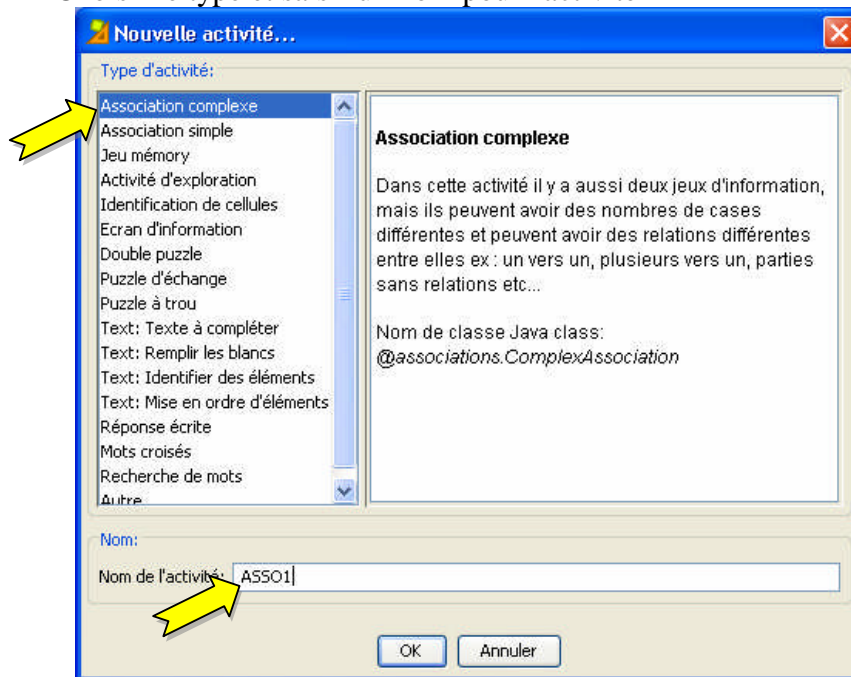 Nouvelle activité...
Type d'activité:
Association complexe
Association simple
Jeu mémory
Activité d'exploration
Identification de cellules
Ecran d'information
Double puzzle
Puzzle d'échange
Puzzle à trou
Text: Texte à compléter
Text: Remplir les blancs
Text: Identifier des éléments
Text: Mise en ordre d'éléments
Réponse écrite
Mots croisés
Recherche de mots
Autre
Association complexe
Dans cette activité il y a aussi deux jeux d'information,
mais ils peuvent avoir des nombres de cases
différentes et peuvent avoir des relations différentes
entre elles ex : un vers un, plusieurs vers un, parties
sans relations etc...
Nom de classe Java class:
@associations.ComplexAssociation
Nom:
Nom de l'activité: ASSO1
OK Annuler